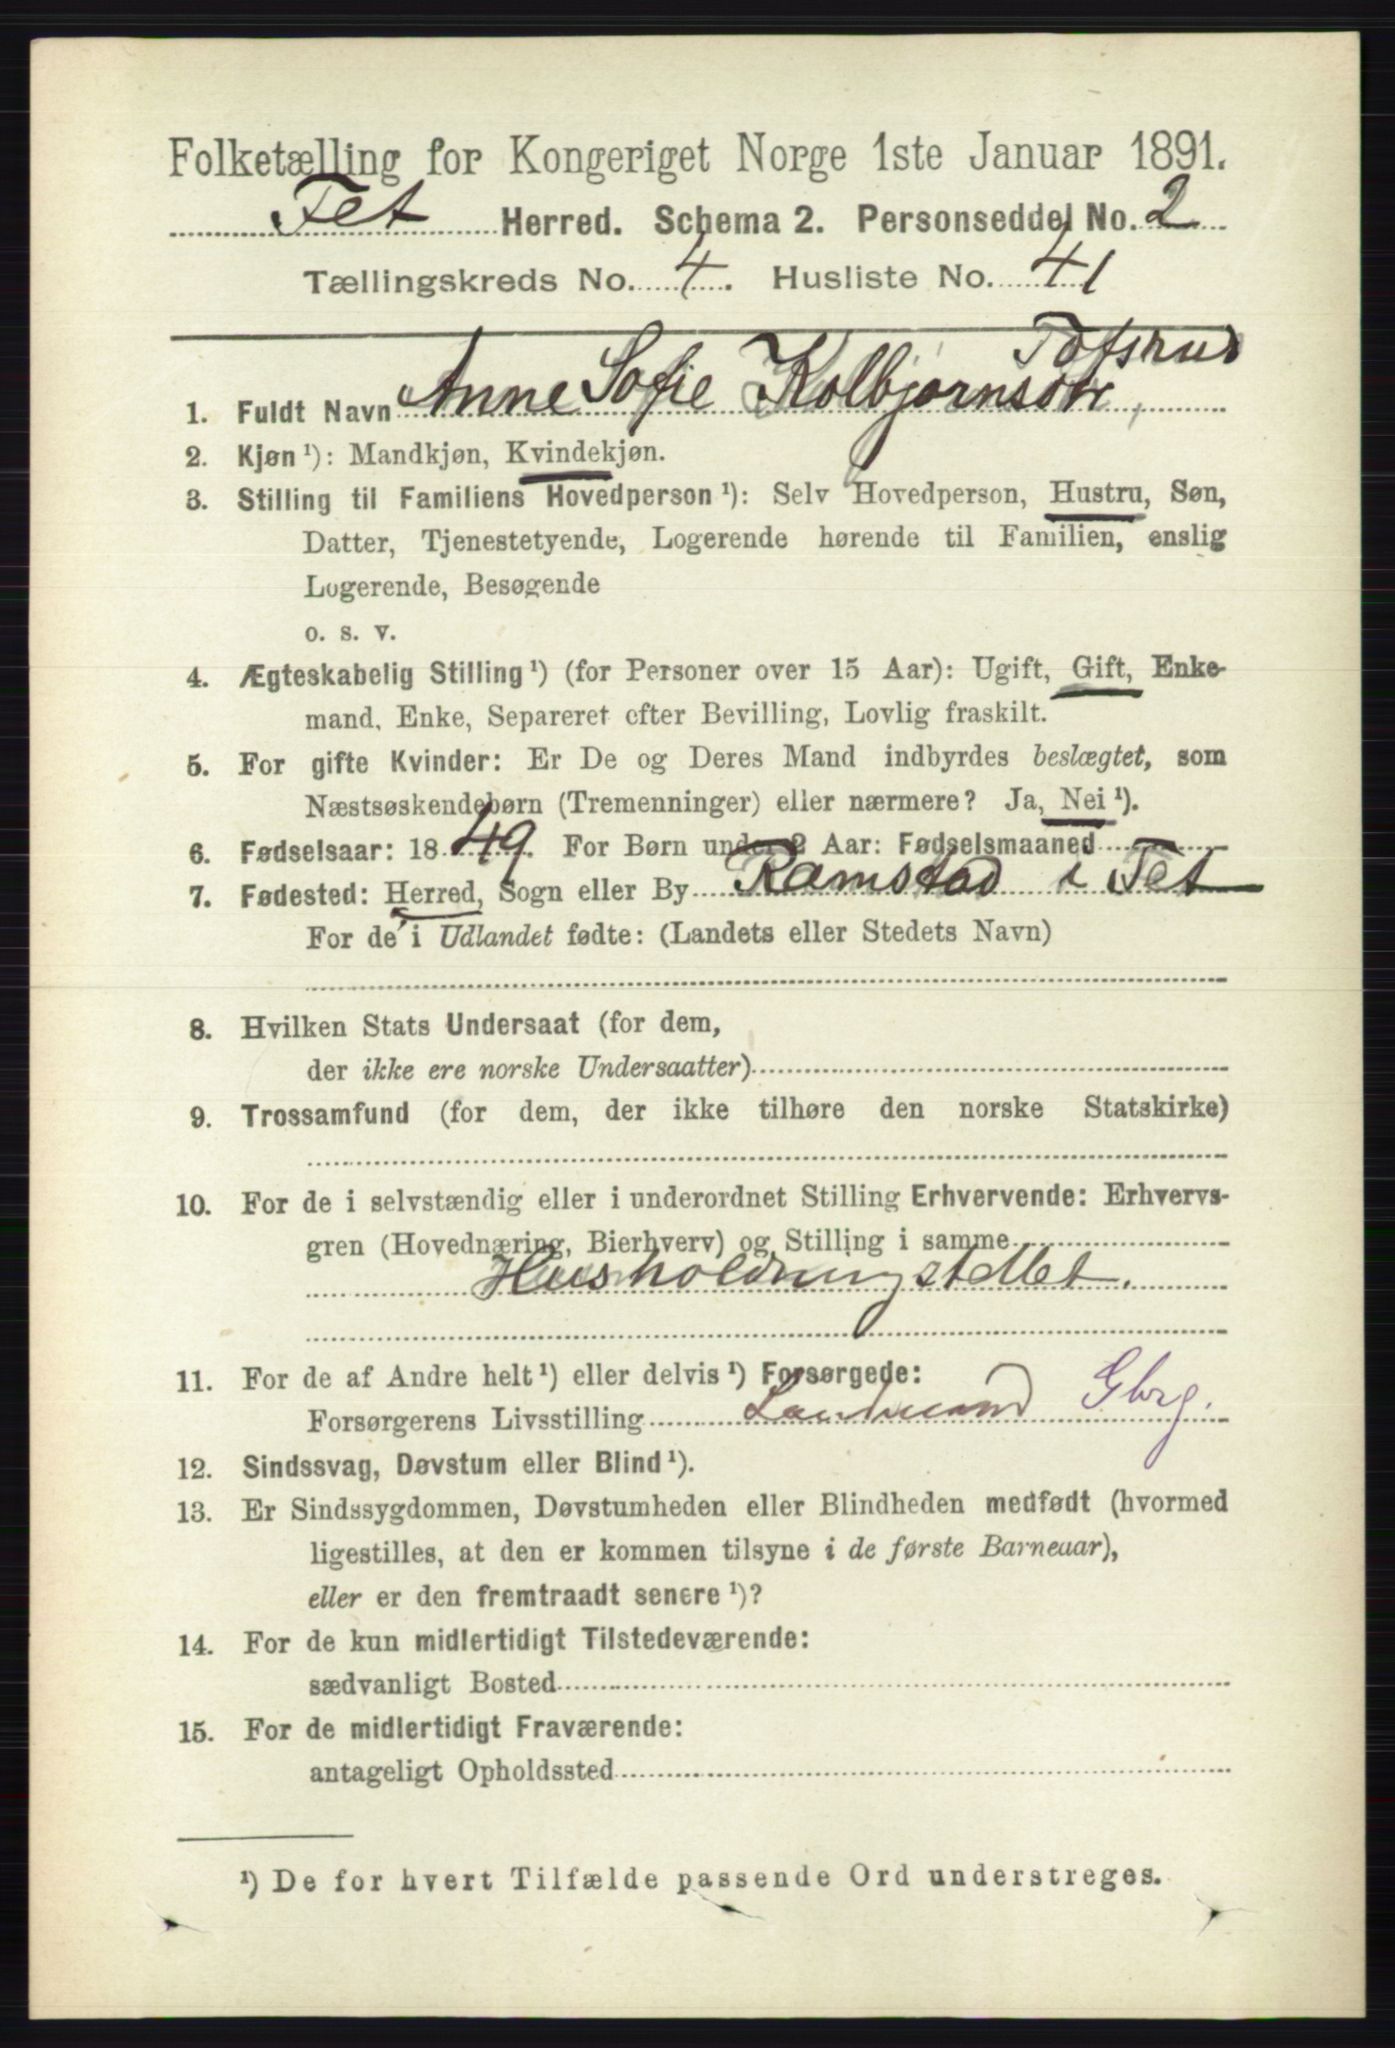 Folketælling for Kongeriget Norge 1ste Januar 1891.
Fet Herred. Schema 2. Personseddel No. 2
Tællingskreds No. 4. Husliste No. 41
Tofsrud
1. Fuldt Navn Anne Sofie Kolbjørnsen,
2. Kjøn ¹): Mandkjøn, Kvindekjøn.
3. Stilling til Familiens Hovedperson ¹): Selv Hovedperson, Hustru, Søn,
Datter, Tjenestetyende, Logerende hørende til Familien, enslig
Logerende, Besøgende
o. s. v.
4. Ægteskabelig Stilling ¹) (for Personer over 15 Aar): Ugift, Gift, Enke-
mand, Enke, Separeret efter Bevilling, Lovlig fraskilt.
5. For gifte Kvinder: Er De og Deres Mand indbyrdes beslægtet, som
Næstsøskendebørn (Tremenninger) eller nærmere? Ja, Nei ¹).
6. Fødselsaar: 1849. For Børn under 2 Aar: Fødselsmaaned
7. Fødested: Herred, Sogn eller By Ramstad i Fet
For de i Udlandet fødte: (Landets eller Stedets Navn)
8. Hvilken Stats Undersaat (for dem,
der ikke ere norske Undersaatter)
9. Trossamfund (for dem, der ikke tilhøre den norske Statskirke)
10. For de i selvstændig eller i underordnet Stilling Erhvervende: Erhvervs-
gren (Hovednæring, Bierhverv) og Stilling i samme
Husholdningstellet.
11. For de af Andre helt ¹) eller delvis ¹) Forsørgede:
Forsørgerens Livsstilling Landmand Gbrg.
12. Sindssvag, Døvstum eller Blind ¹).
13. Er Sindssygdommen, Døvstumheden eller Blindheden medfødt (hvormed
ligestilles, at den er kommen tilsyne i de første Barneaar),
eller er den fremtraadt senere ¹)?
14. For de kun midlertidigt Tilstedeværende:
sædvanligt Bosted
15. For de midlertidigt Fraværende:
antageligt Opholdssted
¹) De for hvert Tilfælde passende Ord understreges.